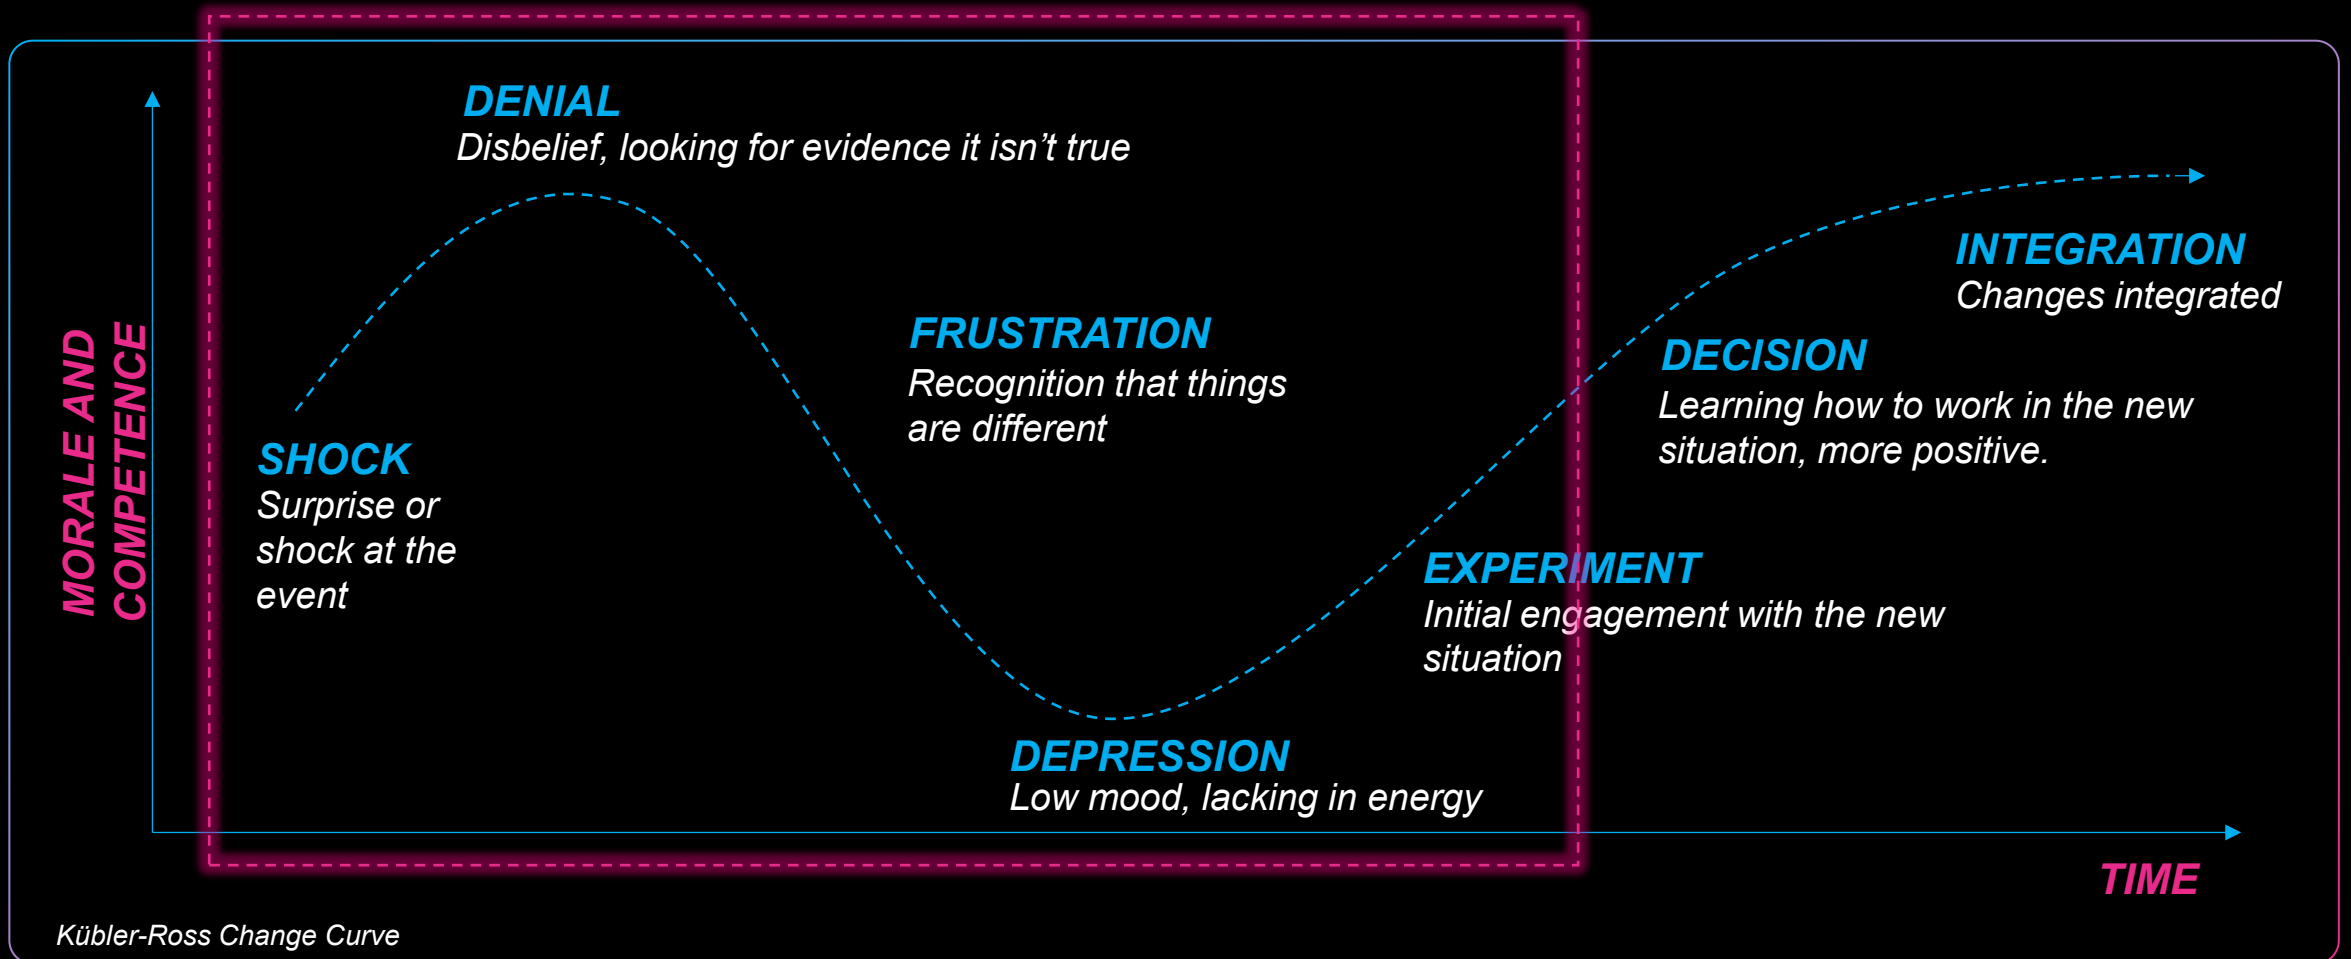 DENIAL
Disbelief, looking for evidence it isn’t true
MORALE AND
COMPETENCE
SHOCK
Surprise or
shock at the
event
FRUSTRATION
Recognition that things
are different
DEPRESSION
Low mood, lacking in energy
EXPERIMENT
Initial engagement with the new
situation
DECISION
Learning how to work in the new
situation, more positive.
INTEGRATION
Changes integrated
TIME
Kübler-Ross Change Curve